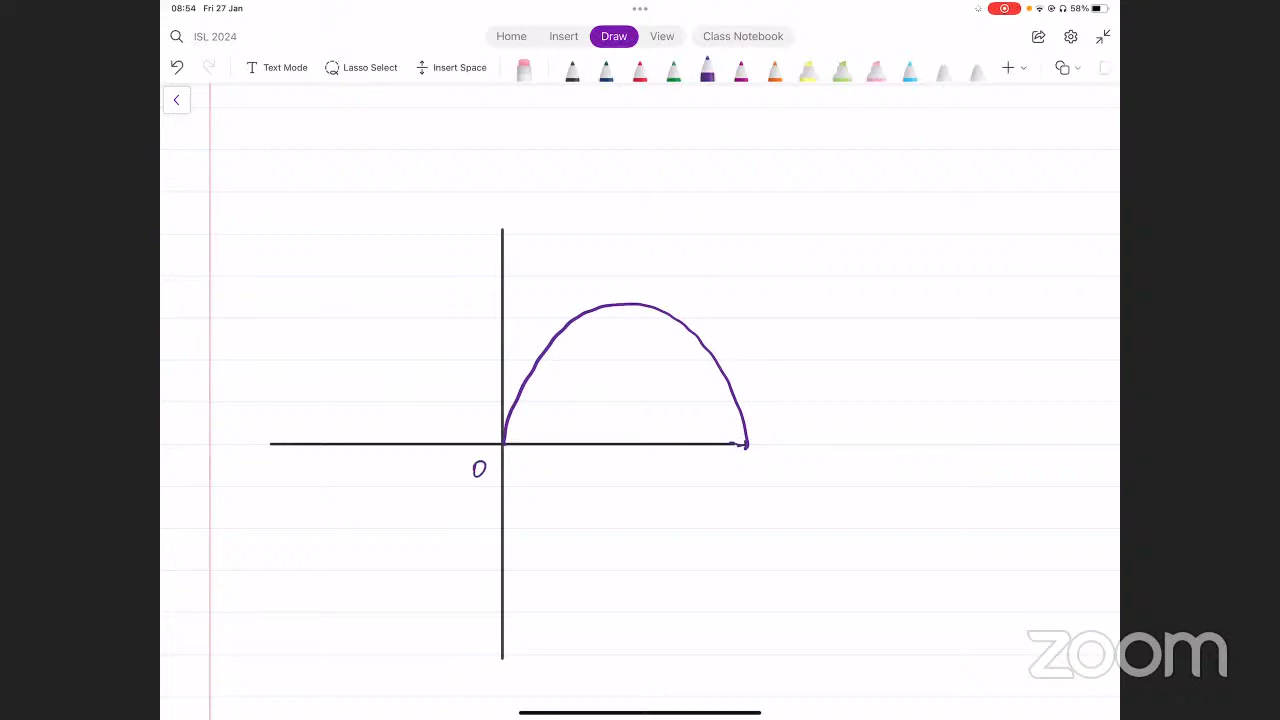 08:54 Fri 27 Jan
58%
ISL 2024
Home Insert Draw View Class Notebook
Text Mode Lasso Select Insert Space
0
zoom